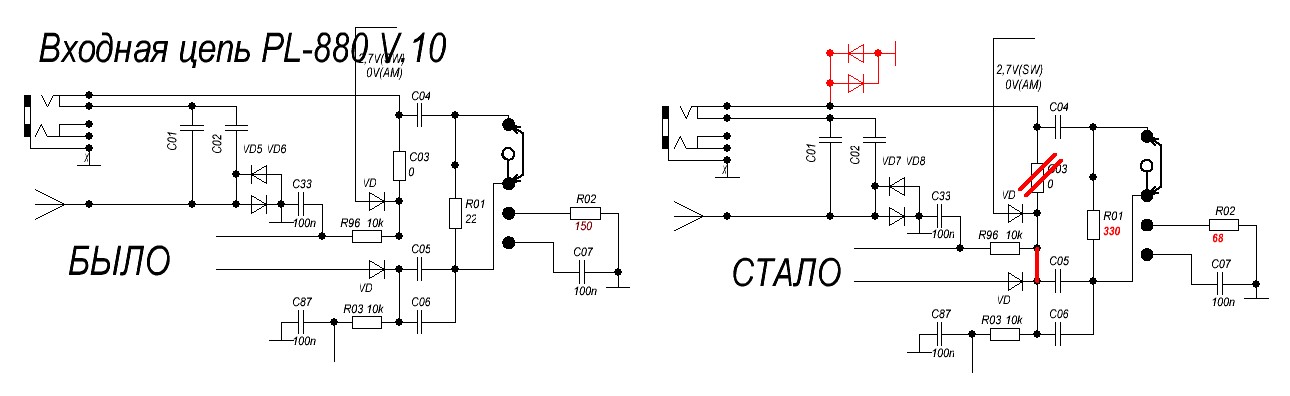 Входная цепь PL-880 V 10
2,7V(SW)
0V(AM)
C04
C01
C02
VD5 VD6
C03
0
C33
100n
VD
R01
22
R02
150
R96 10k
БЫЛО
C05
VD
C07
100n
C87
100n
R03 10k
C06
X
2,7V(SW)
0V(AM)
C04
C01
C02
VD7 VD8
C03
0
C33
100n
VD
R01
330
R02
68
R96 10k
СТАЛО
C05
VD
C07
100n
C87
100n
R03 10k
C06
X